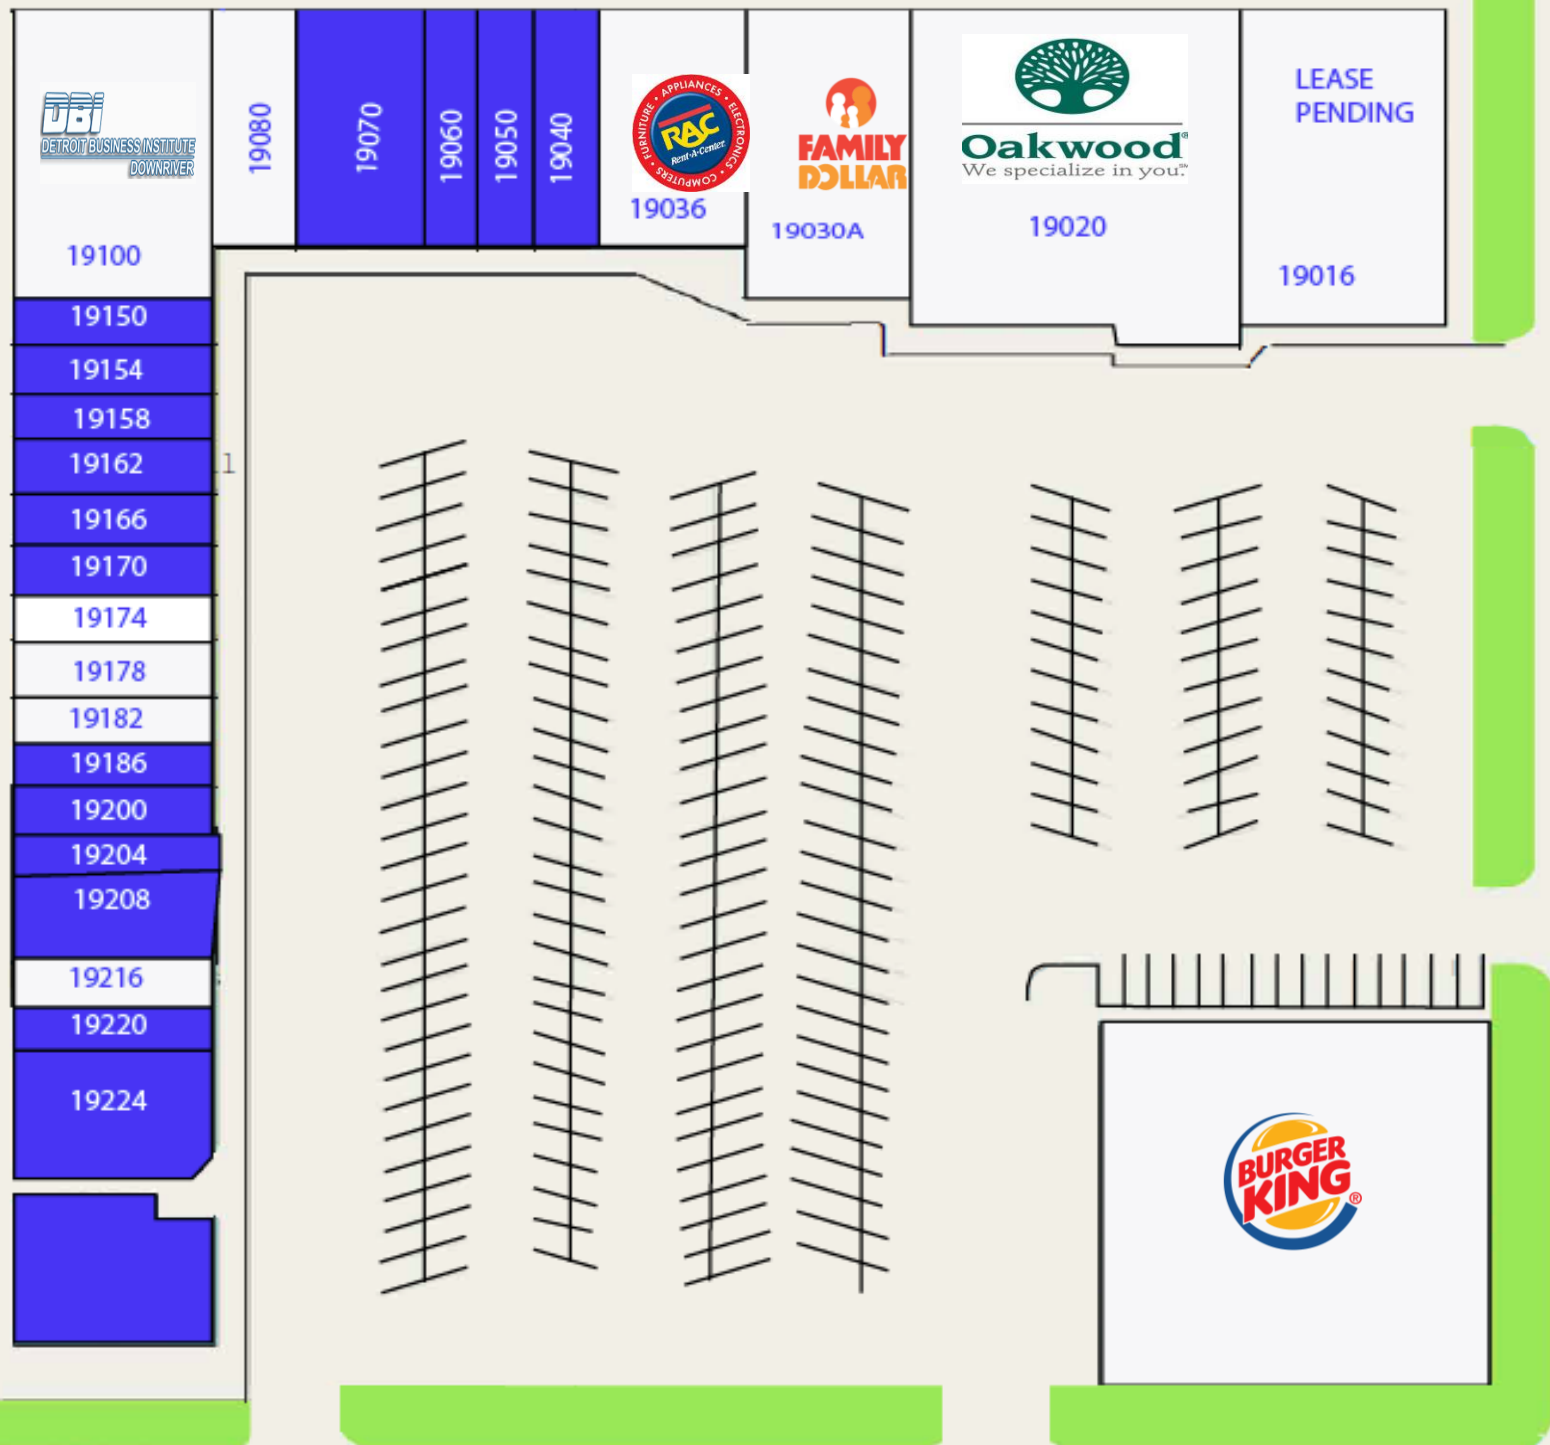 DBI
DETROIT BUSINESS INSTITUTE
DOWNRIVER
19100
19080
19070
19060
19050
19040
FURNITURE • APPLIANCES • ELECTRONICS • COMPUTERS •
RAC
Rent-A-Center
19036
FAMILY
DOLLAR
19030A
Oakwood®
We specialize in you.℠
19020
LEASE
PENDING
19016
19150
19154
19158
19162
1
19166
19170
19174
19178
19182
19186
19200
19204
19208
19216
19220
19224
BURGER
KING®